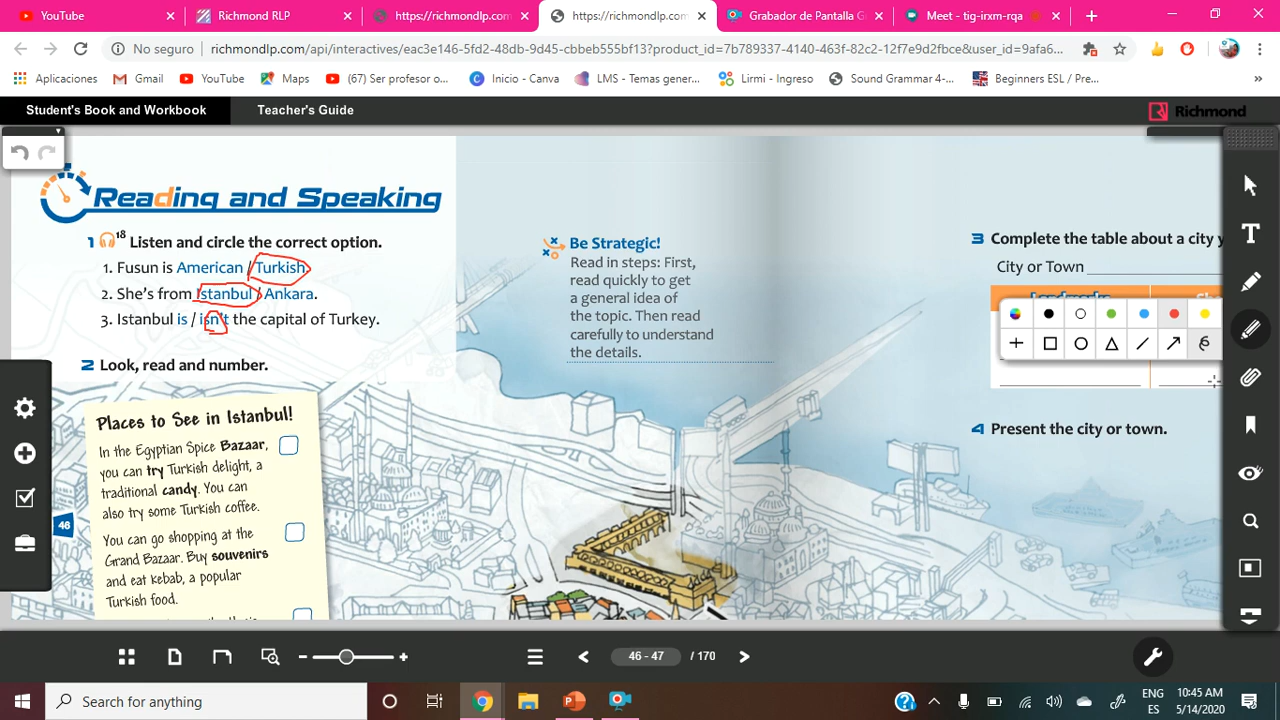 YouTube
Richmond RLP
https://richmondlp.com/api/inter
https://richmondlp.com/api/inter
Grabador de Pantalla G
Meet - tig-irxm-rqa
No seguro
richmondlp.com/api/interactives/eac3e146-5fd2-48db-9d45-cbbeb555bf13?product_id=7b789337-4140-463f-82c2-12f7e9d2fbce&user_id=9afa6...
Aplicaciones
Gmail
YouTube
Maps
(67) Ser profesor o...
Inicio - Canva
LMS - Temas gener...
Lirmi - Ingreso
Sound Grammar 4-...
Beginners ESL / Pre...
Student's Book and Workbook
Teacher's Guide
Richmond
Reading and Speaking
1 18 Listen and circle the correct option.
1. Fusun is American / Turkish.
2. She's from Istanbul / Ankara.
3. Istanbul is / isn't the capital of Turkey.
2 Look, read and number.
Places to See in Istanbul!
In the Egyptian Spice Bazaar,
you can try Turkish delight, a
traditional candy. You can
also try some Turkish coffee.
You can go shopping at the
Grand Bazaar. Buy souvenirs
and eat kebab, a popular
Turkish food.
46
Be Strategic!
Read in steps: First,
read quickly to get
a general idea of
the topic. Then read
carefully to understand
the details.
3 Complete the table about a city y
City or Town
Landmarks
4 Present the city or town.
46 - 47 / 170
Search for anything
ENG
ES
10:45 AM
5/14/2020